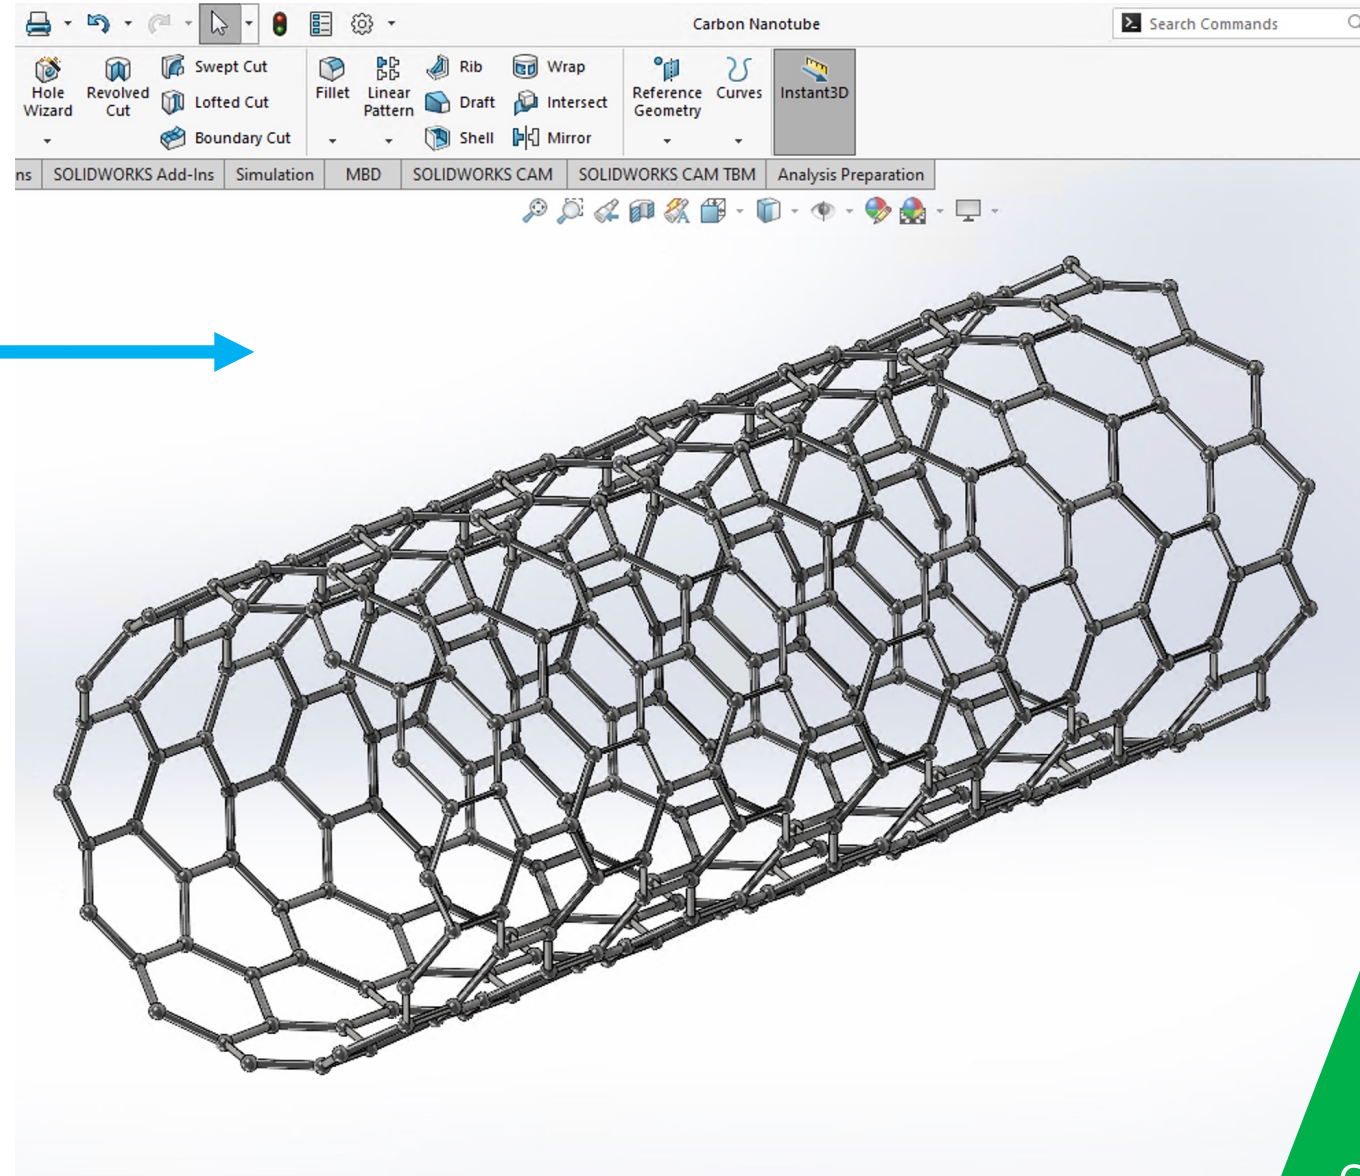 Carbon Nanotube
Search Commands
Hole Wizard
Revolved Cut
Swept Cut
Lofted Cut
Boundary Cut
Fillet
Linear Pattern
Rib
Draft
Shell
Wrap
Intersect
Mirror
Reference Geometry
Curves
Instant3D
ns
SOLIDWORKS Add-Ins
Simulation
MBD
SOLIDWORKS CAM
SOLIDWORKS CAM TBM
Analysis Preparation